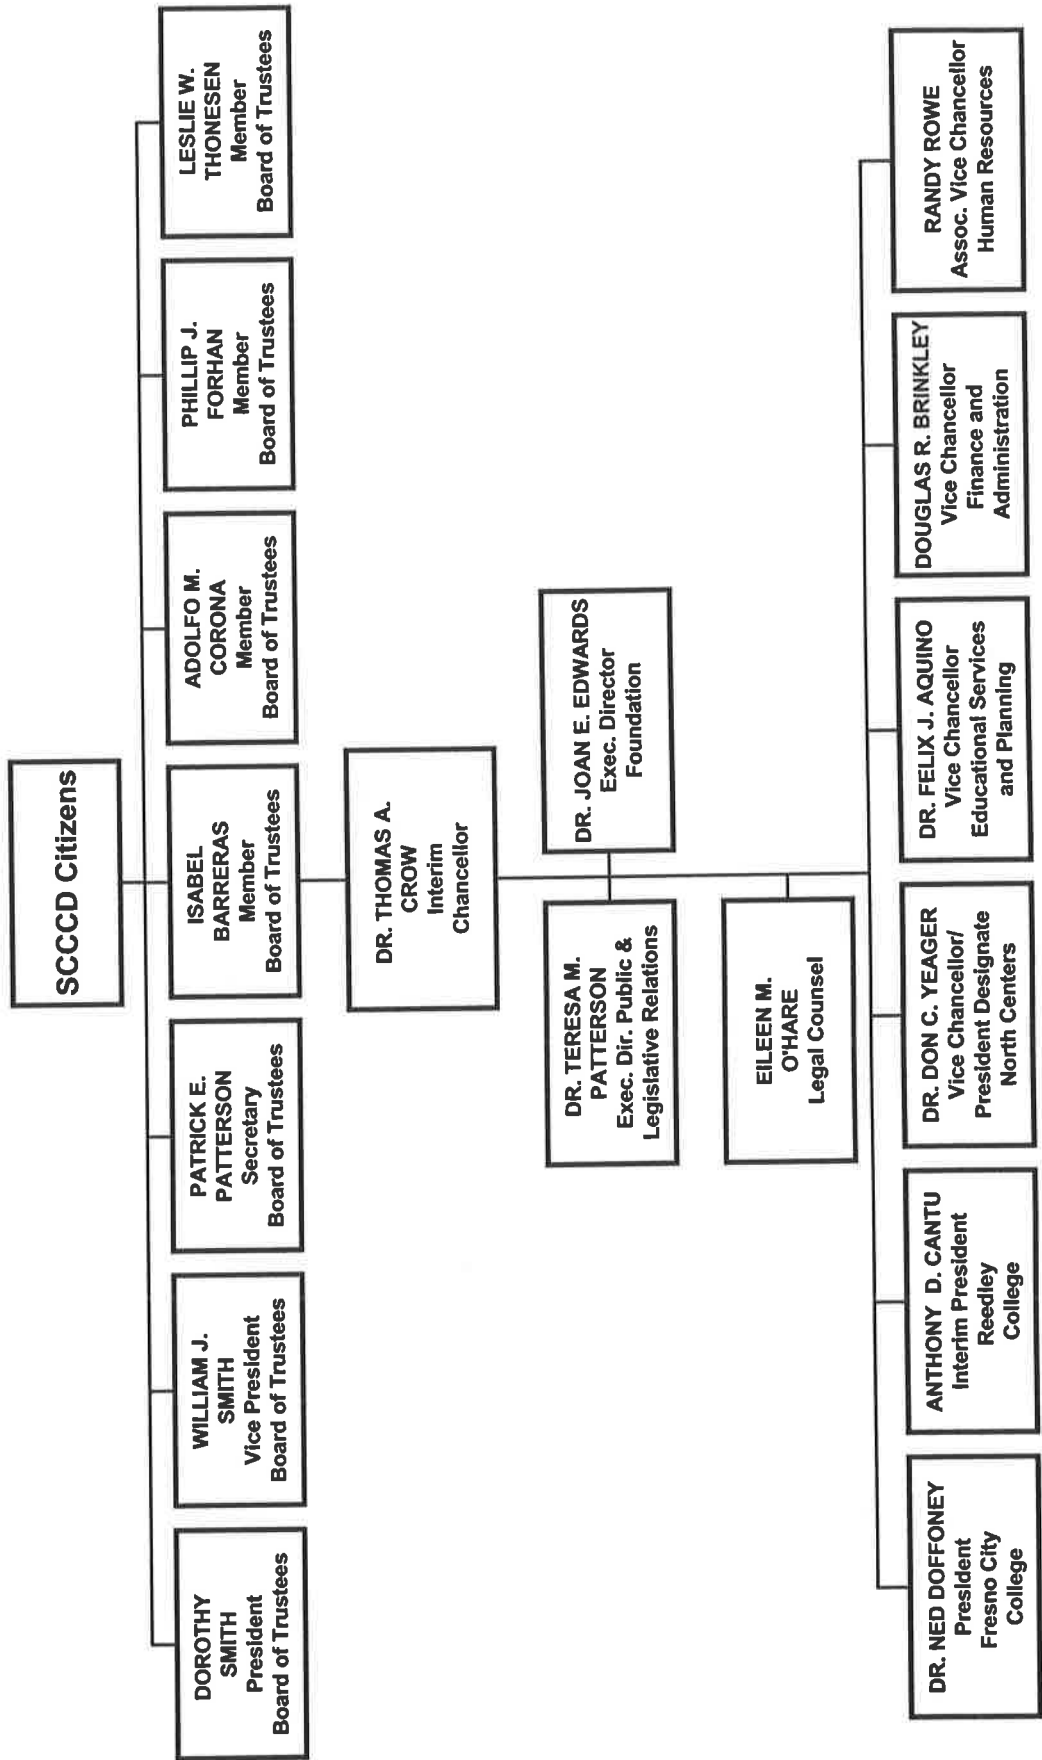 SCCCD Citizens
DOROTHY
SMITH
President
Board of Trustees
WILLIAM J.
SMITH
Vice President
Board of Trustees
PATRICK E.
PATTERSON
Secretary
Board of Trustees
ISABEL
BARRERAS
Member
Board of Trustees
ADOLFO M.
CORONA
Member
Board of Trustees
PHILLIP J.
FORHAN
Member
Board of Trustees
LESLIE W.
THONESEN
Member
Board of Trustees
DR. THOMAS A.
CROW
Interim
Chancellor
DR. TERESA M.
PATTERSON
Exec. Dir. Public &
Legislative Relations
DR. JOAN E. EDWARDS
Exec. Director
Foundation
EILEEN M.
O'HARE
Legal Counsel
DR. NED DOFFONEY
President
Fresno City
College
ANTHONY D. CANTU
Interim President
Reedley
College
DR. DON C. YEAGER
Vice Chancellor/
President Designate
North Centers
DR. FELIX J. AQUINO
Vice Chancellor
Educational Services
and Planning
DOUGLAS R. BRINKLEY
Vice Chancellor
Finance and
Administration
RANDY ROWE
Assoc. Vice Chancellor
Human Resources